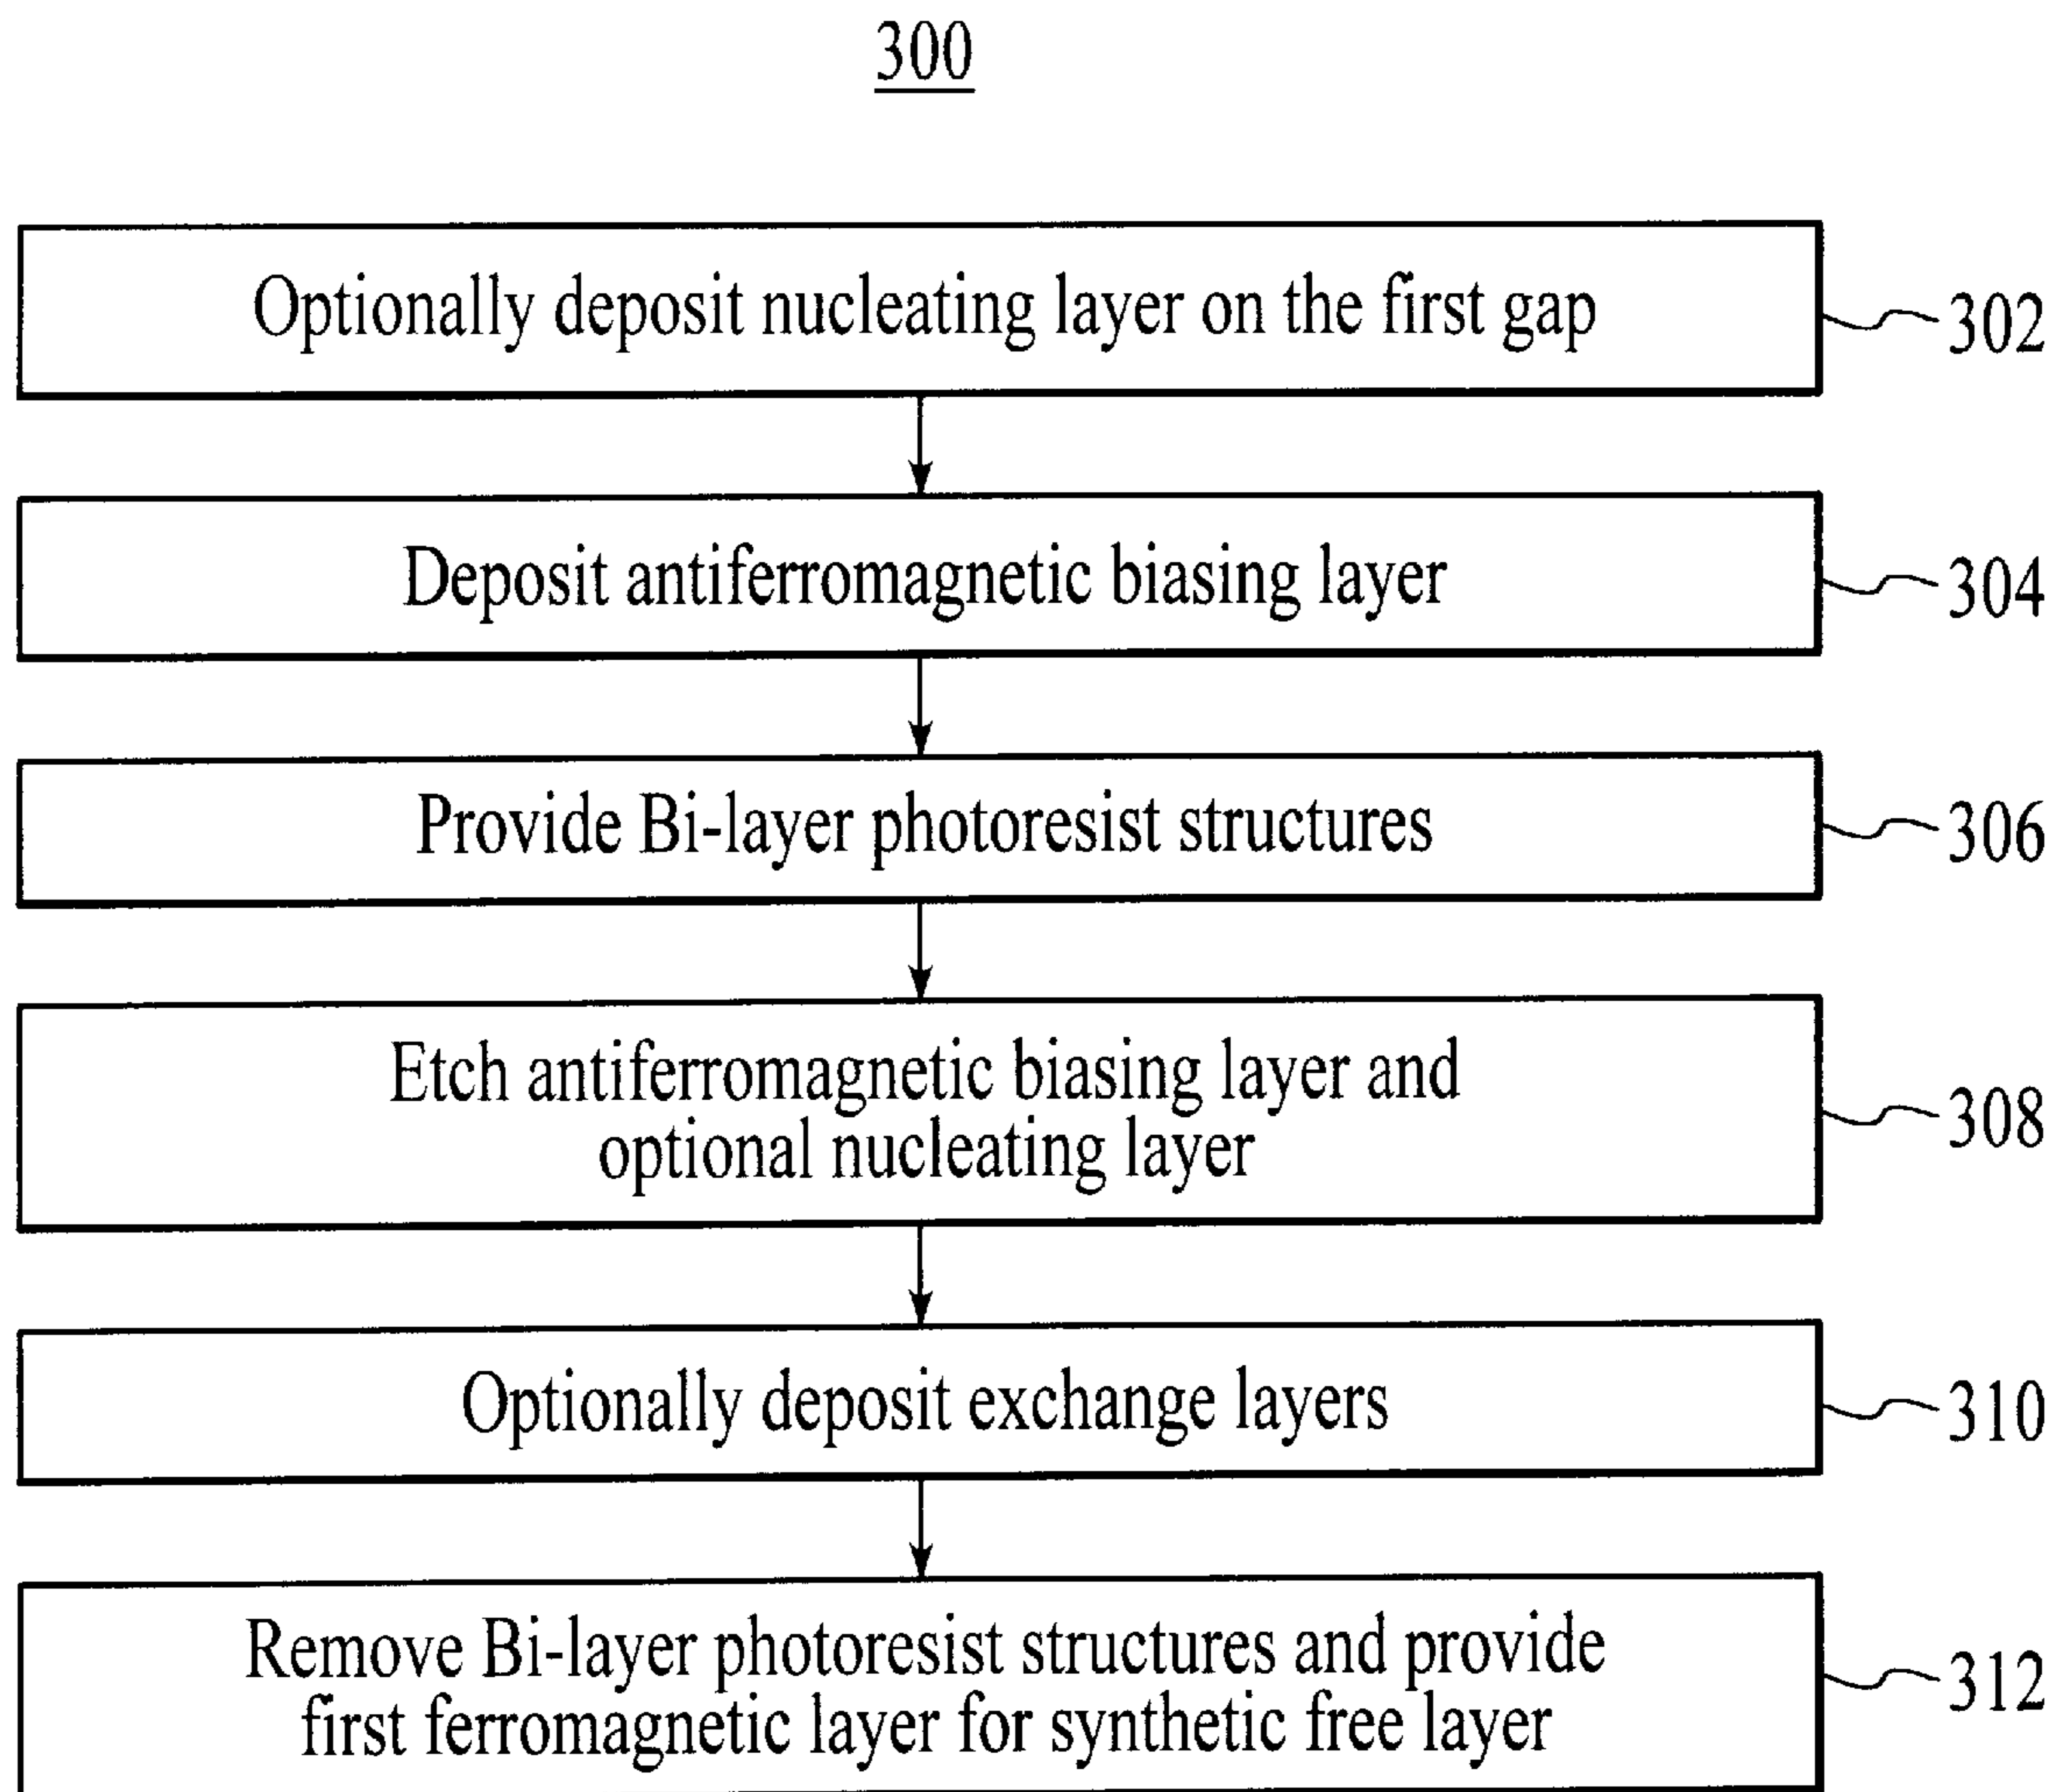 300
Optionally deposit nucleating layer on the first gap
302
Deposit antiferromagnetic biasing layer
304
Provide Bi-layer photoresist structures
306
Etch antiferromagnetic biasing layer and
optional nucleating layer
308
Optionally deposit exchange layers
310
Remove Bi-layer photoresist structures and provide
first ferromagnetic layer for synthetic free layer
312